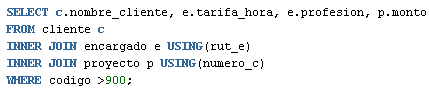 SELECT c.nombre_cliente, e.tarifa_hora, e.profesion, p.monto
FROM cliente c
INNER JOIN encargado e USING(rut_e)
INNER JOIN proyecto p USING(numero_c)
WHERE codigo >900;